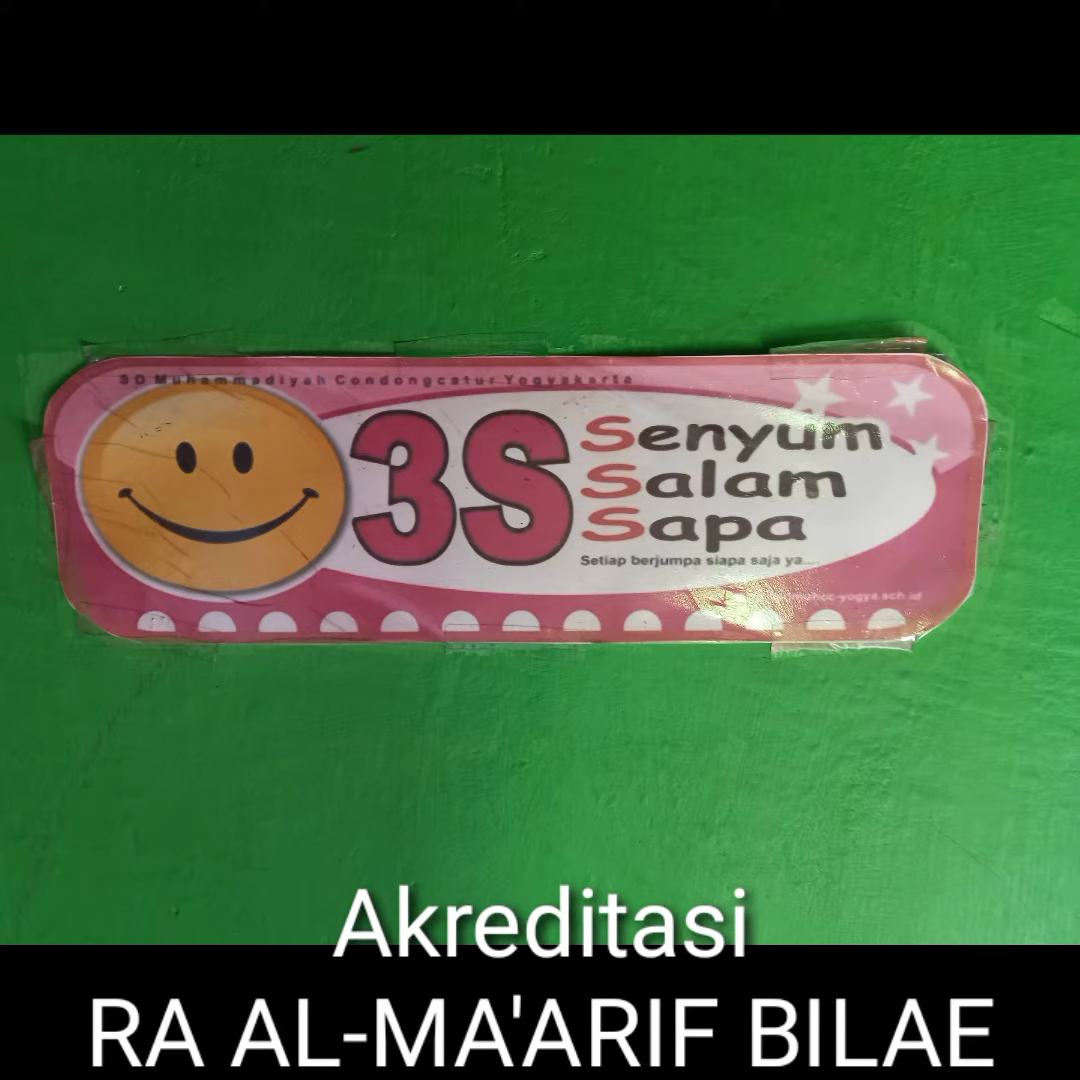 SD Muhammadiyah Condongcatur Yogyakarta
3S
Senyum
Salam
Sapa
Setiap berjumpa siapa saja ya....
Akreditasi
RA AL-MA'ARIF BILAE